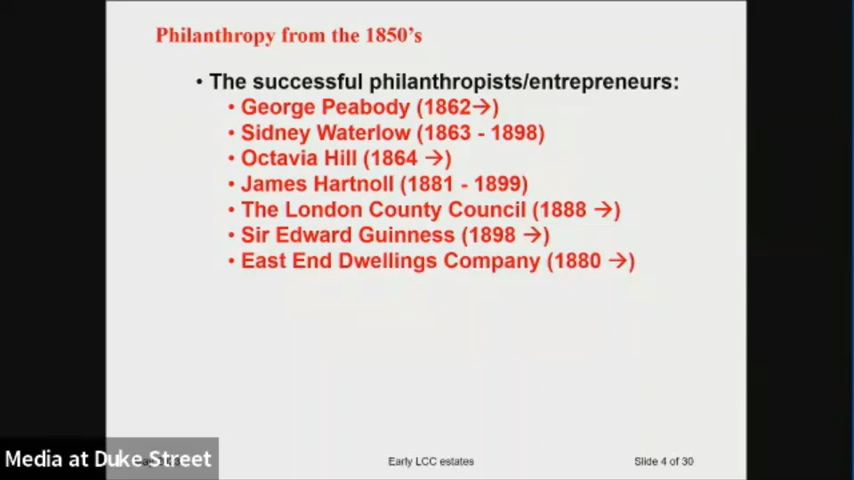 Philanthropy from the 1850's
• The successful philanthropists/entrepreneurs:
• George Peabody (1862→)
• Sidney Waterlow (1863 - 1898)
• Octavia Hill (1864 →)
• James Hartnoll (1881 - 1899)
• The London County Council (1888 →)
• Sir Edward Guinness (1898 →)
• East End Dwellings Company (1880 →)
Media at Duke Street
Early LCC estates
Slide 4 of 30